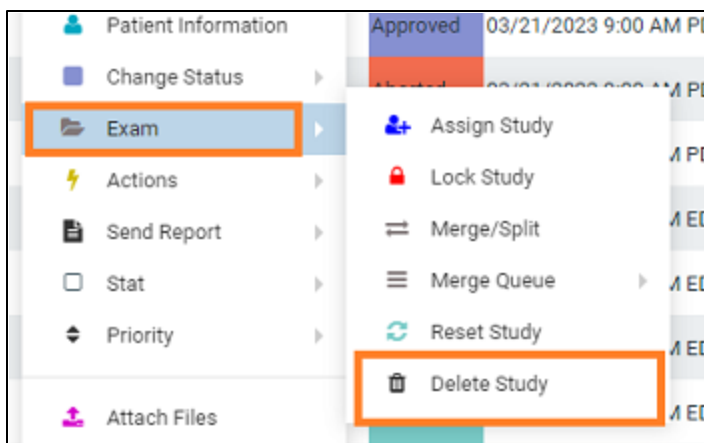 Patient Information
Approved 03/21/2023 9:00 AM
Change Status
Exam
Assign Study
Actions
Lock Study
Send Report
Merge/Split
Stat
Merge Queue
Priority
Reset Study
Delete Study
Attach Files